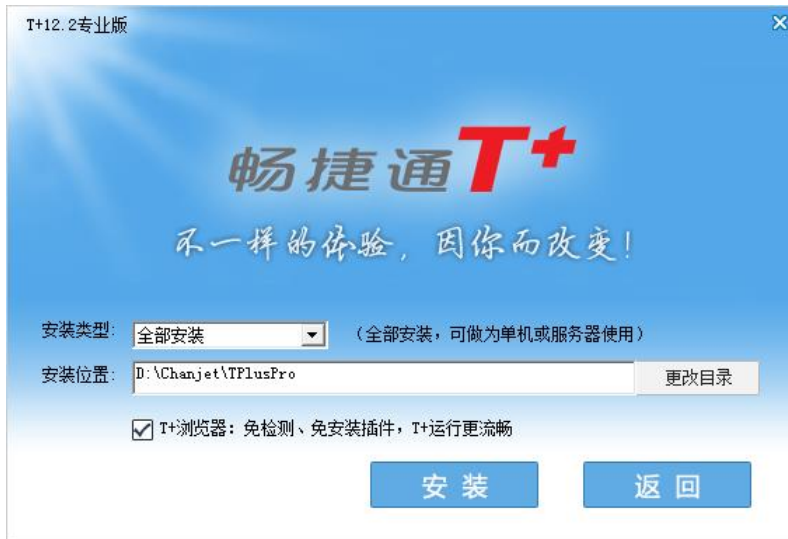 T+12.2专业版
畅捷通T+
不一样的体验，因你而改变！
安装类型： 全部安装 （全部安装，可做为单机或服务器使用）
安装位置： D:\Chanjet\TPlusPro 更改目录
T+浏览器：免检测、免安装插件，T+运行更流畅
安装 返回